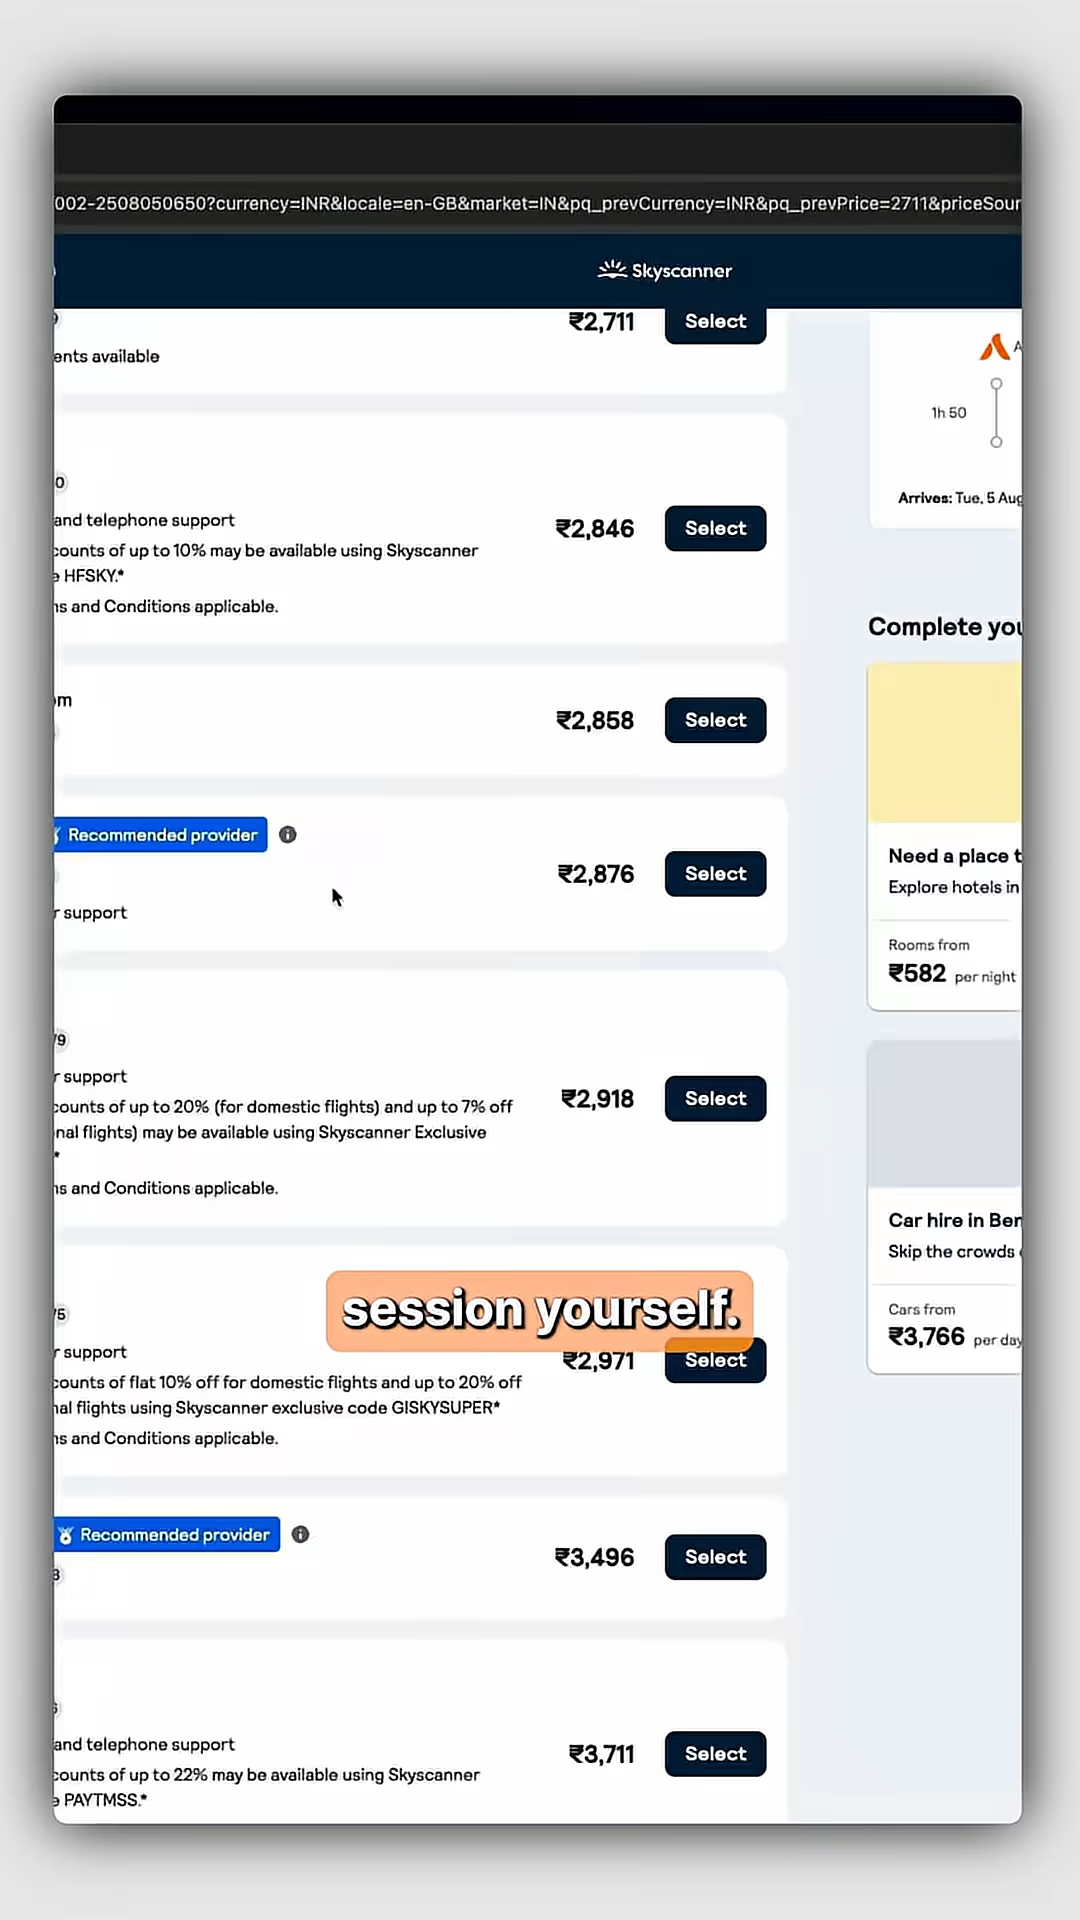 002-2508050650?currency=INR&locale=en-GB&market=IN&pq_prevCurrency=INR&pq_prevPrice=2711&priceSour
Skyscanner
₹2,711 Select
ents available
and telephone support
counts of up to 10% may be available using Skyscanner
HFSKY.*
ns and Conditions applicable.
₹2,846 Select
om
₹2,858 Select
Recommended provider
r support
₹2,876 Select
/9
r support
counts of up to 20% (for domestic flights) and up to 7% off
nal flights) may be available using Skyscanner Exclusive
*
ns and Conditions applicable.
₹2,918 Select
session yourself.
/5
r support
counts of flat 10% off for domestic flights and up to 20% off
nal flights using Skyscanner exclusive code GISKYSUPER*
ns and Conditions applicable.
₹2,971 Select
Recommended provider
₹3,496 Select
and telephone support
counts of up to 22% may be available using Skyscanner
PAYTMSS.*
₹3,711 Select
A
1h 50
Arrives: Tue, 5 Aug
Complete you
Need a place t
Explore hotels in
Rooms from
₹582 per night
Car hire in Ben
Skip the crowds
Cars from
₹3,766 per day